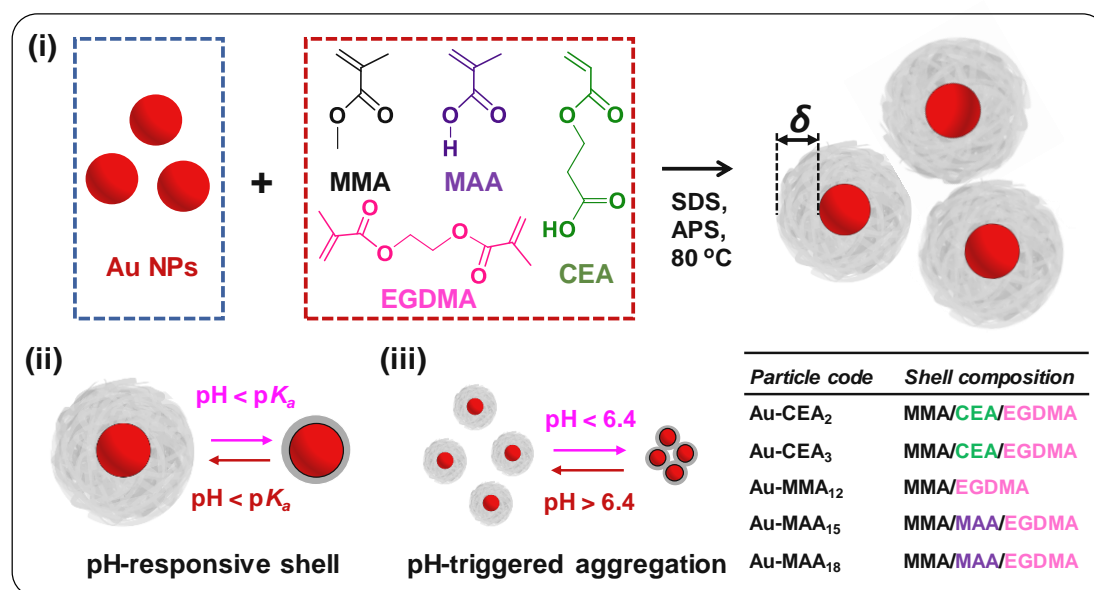 (i)
Au NPs
+
O
O
MMA
O
O
H
MAA
O
O
O
HO
CEA
O
O
O
O
EGDMA
SDS,
APS,
80 °C
δ
(ii)
pH < pKₐ
pH < pKₐ
pH-responsive shell
(iii)
pH < 6.4
pH > 6.4
pH-triggered aggregation
Particle code Shell composition
Au-CEA₂ MMA/CEA/EGDMA
Au-CEA₃ MMA/CEA/EGDMA
Au-MMA₁₂ MMA/EGDMA
Au-MAA₁₅ MMA/MAA/EGDMA
Au-MAA₁₈ MMA/MAA/EGDMA